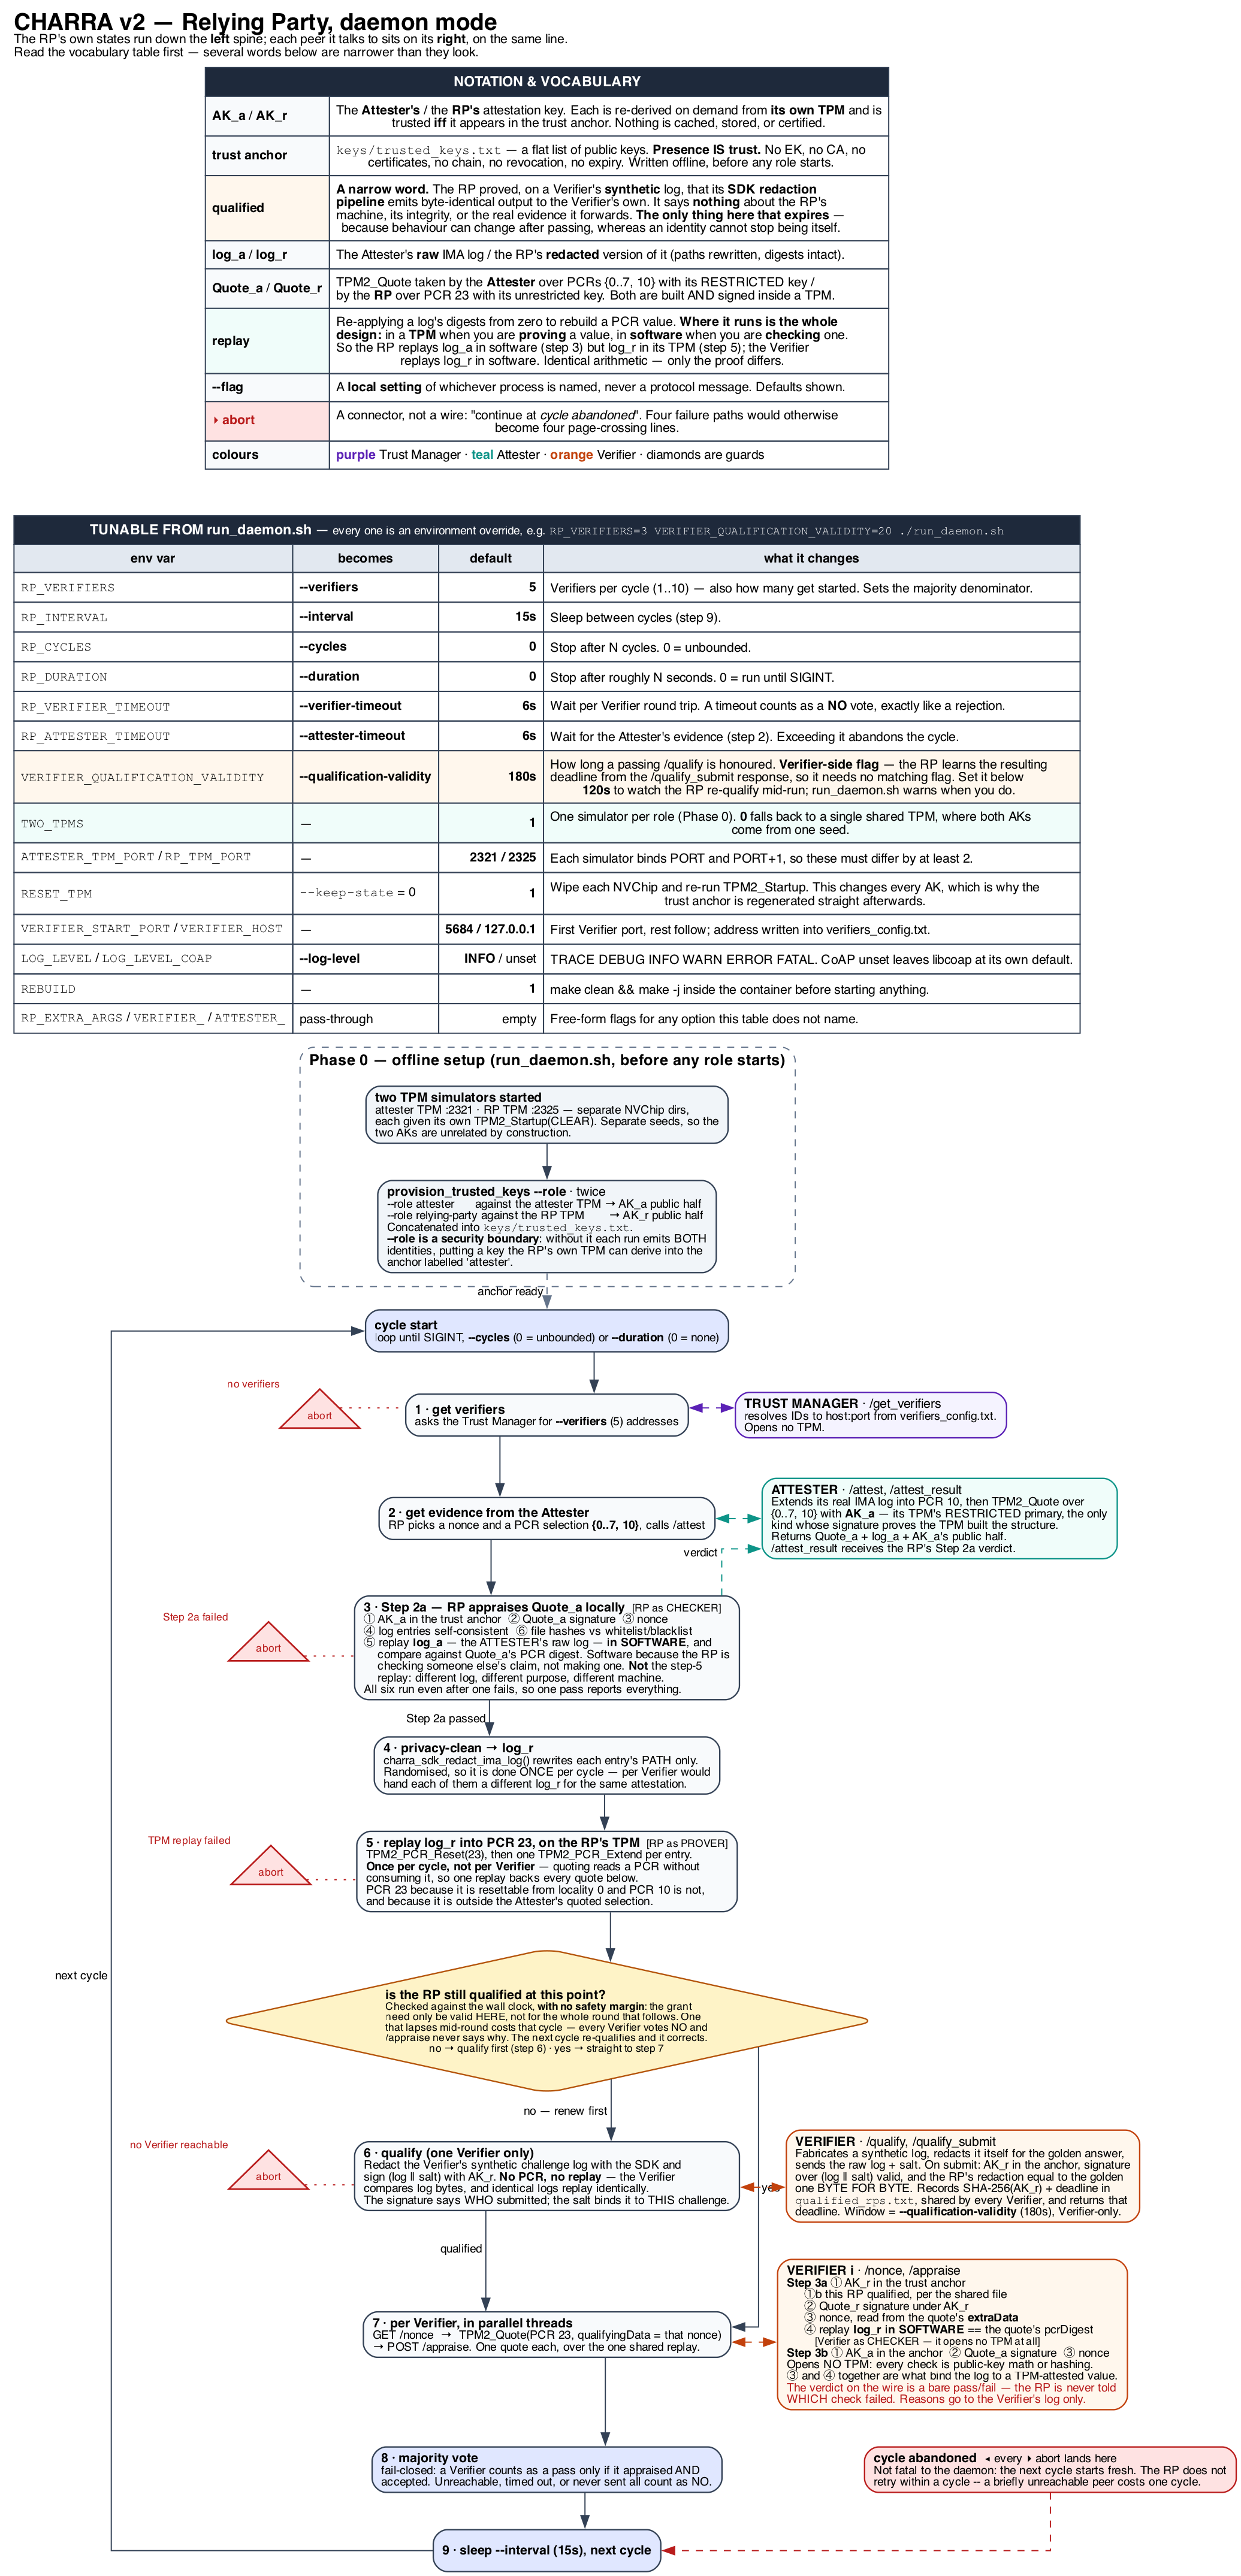 CHARRA v2 — Relying Party, daemon mode
The RP's own states run down the left spine; each peer it talks to sits on its right, on the same line.
Read the vocabulary table first — several words below are narrower than they look.
NOTATION & VOCABULARY
AK_a / AK_r
The Attester's / the RP's attestation key. Each is re-derived on demand from its own TPM and is
trusted iff it appears in the trust anchor. Nothing is cached, stored, or certified.
trust anchor
keys/trusted_keys.txt — a flat list of public keys. Presence IS trust. No EK, no CA, no
certificates, no chain, no revocation, no expiry. Written offline, before any role starts.
qualified
A narrow word. The RP proved, on a Verifier's synthetic log, that its SDK redaction
pipeline emits byte-identical output to the Verifier's own. It says nothing about the RP's
machine, its integrity, or the real evidence it forwards. The only thing here that expires —
because behaviour can change after passing, whereas an identity cannot stop being itself.
log_a / log_r
The Attester's raw IMA log / the RP's redacted version of it (paths rewritten, digests intact).
Quote_a / Quote_r
TPM2_Quote taken by the Attester over PCRs {0..7, 10} with its RESTRICTED key /
by the RP over PCR 23 with its unrestricted key. Both are built AND signed inside a TPM.
replay
Re-applying a log's digests from zero to rebuild a PCR value. Where it runs is the whole
design: in a TPM when you are proving a value, in software when you are checking one.
So the RP replays log_a in software (step 3) but log_r in its TPM (step 5); the Verifier
replays log_r in software. Identical arithmetic — only the proof differs.
--flag
A local setting of whichever process is named, never a protocol message. Defaults shown.
⏵ abort
A connector, not a wire: "continue at cycle abandoned". Four failure paths would otherwise
become four page-crossing lines.
colours
purple Trust Manager · teal Attester · orange Verifier · diamonds are guards
TUNABLE FROM run_daemon.sh — every one is an environment override, e.g. RP_VERIFIERS=3 VERIFIER_QUALIFICATION_VALIDITY=20 ./run_daemon.sh
env var becomes default what it changes
RP_VERIFIERS --verifiers 5 Verifiers per cycle (1..10) — also how many get started. Sets the majority denominator.
RP_INTERVAL --interval 15s Sleep between cycles (step 9).
RP_CYCLES --cycles 0 Stop after N cycles. 0 = unbounded.
RP_DURATION --duration 0 Stop after roughly N seconds. 0 = run until SIGINT.
RP_VERIFIER_TIMEOUT --verifier-timeout 6s Wait per Verifier round trip. A timeout counts as a NO vote, exactly like a rejection.
RP_ATTESTER_TIMEOUT --attester-timeout 6s Wait for the Attester's evidence (step 2). Exceeding it abandons the cycle.
VERIFIER_QUALIFICATION_VALIDITY --qualification-validity 180s
How long a passing /qualify is honoured. Verifier-side flag — the RP learns the resulting
deadline from the /qualify_submit response, so it needs no matching flag. Set it below
120s to watch the RP re-qualify mid-run; run_daemon.sh warns when you do.
TWO_TPMS — 1
One simulator per role (Phase 0). 0 falls back to a single shared TPM, where both AKs
come from one seed.
ATTESTER_TPM_PORT / RP_TPM_PORT — 2321 / 2325 Each simulator binds PORT and PORT+1, so these must differ by at least 2.
RESET_TPM --keep-state = 0 1
Wipe each NVChip and re-run TPM2_Startup. This changes every AK, which is why the
trust anchor is regenerated straight afterwards.
VERIFIER_START_PORT / VERIFIER_HOST — 5684 / 127.0.0.1 First Verifier port, rest follow; address written into verifiers_config.txt.
LOG_LEVEL / LOG_LEVEL_COAP --log-level INFO / unset TRACE DEBUG INFO WARN ERROR FATAL. CoAP unset leaves libcoap at its own default.
REBUILD — 1 make clean && make -j inside the container before starting anything.
RP_EXTRA_ARGS / VERIFIER_ / ATTESTER_ pass-through empty Free-form flags for any option this table does not name.
Phase 0 — offline setup (run_daemon.sh, before any role starts)
two TPM simulators started
attester TPM :2321 · RP TPM :2325 — separate NVChip dirs,
each given its own TPM2_Startup(CLEAR). Separate seeds, so the
two AKs are unrelated by construction.
provision_trusted_keys --role · twice
--role attester against the attester TPM → AK_a public half
--role relying-party against the RP TPM → AK_r public half
Concatenated into keys/trusted_keys.txt.
--role is a security boundary: without it each run emits BOTH
identities, putting a key the RP's own TPM can derive into the
anchor labelled 'attester'.
anchor ready
cycle start
loop until SIGINT, --cycles (0 = unbounded) or --duration (0 = none)
no verifiers
abort
1 · get verifiers
asks the Trust Manager for --verifiers (5) addresses
TRUST MANAGER · /get_verifiers
resolves IDs to host:port from verifiers_config.txt.
Opens no TPM.
2 · get evidence from the Attester
RP picks a nonce and a PCR selection {0..7, 10}, calls /attest
ATTESTER · /attest, /attest_result
Extends its real IMA log into PCR 10, then TPM2_Quote over
{0..7, 10} with AK_a — its TPM's RESTRICTED primary, the only
kind whose signature proves the TPM built the structure.
Returns Quote_a + log_a + AK_a's public half.
/attest_result receives the RP's Step 2a verdict.
verdict
Step 2a failed
abort
3 · Step 2a — RP appraises Quote_a locally [RP as CHECKER]
① AK_a in the trust anchor ② Quote_a signature ③ nonce
④ log entries self-consistent ⑥ file hashes vs whitelist/blacklist
⑤ replay log_a — the ATTESTER's raw log — in SOFTWARE, and
compare against Quote_a's PCR digest. Software because the RP is
checking someone else's claim, not making one. Not the step-5
replay: different log, different purpose, different machine.
All six run even after one fails, so one pass reports everything.
Step 2a passed
4 · privacy-clean → log_r
charra_sdk_redact_ima_log() rewrites each entry's PATH only.
Randomised, so it is done ONCE per cycle — per Verifier would
hand each of them a different log_r for the same attestation.
TPM replay failed
abort
5 · replay log_r into PCR 23, on the RP's TPM [RP as PROVER]
TPM2_PCR_Reset(23), then one TPM2_PCR_Extend per entry.
Once per cycle, not per Verifier — quoting reads a PCR without
consuming it, so one replay backs every quote below.
PCR 23 because it is resettable from locality 0 and PCR 10 is not,
and because it is outside the Attester's quoted selection.
next cycle
is the RP still qualified at this point?
Checked against the wall clock, with no safety margin: the grant
need only be valid HERE, not for the whole round that follows. One
that lapses mid-round costs that cycle — every Verifier votes NO and
/appraise never says why. The next cycle re-qualifies and it corrects.
no → qualify first (step 6) · yes → straight to step 7
no — renew first
no Verifier reachable
abort
6 · qualify (one Verifier only)
Redact the Verifier's synthetic challenge log with the SDK and
sign (log ‖ salt) with AK_r. No PCR, no replay — the Verifier
compares log bytes, and identical logs replay identically.
The signature says WHO submitted; the salt binds it to THIS challenge.
yes
VERIFIER · /qualify, /qualify_submit
Fabricates a synthetic log, redacts it itself for the golden answer,
sends the raw log + salt. On submit: AK_r in the anchor, signature
over (log ‖ salt) valid, and the RP's redaction equal to the golden
one BYTE FOR BYTE. Records SHA-256(AK_r) + deadline in
qualified_rps.txt, shared by every Verifier, and returns that
deadline. Window = --qualification-validity (180s), Verifier-only.
qualified
7 · per Verifier, in parallel threads
GET /nonce → TPM2_Quote(PCR 23, qualifyingData = that nonce)
→ POST /appraise. One quote each, over the one shared replay.
VERIFIER i · /nonce, /appraise
Step 3a ① AK_r in the trust anchor
①b this RP qualified, per the shared file
② Quote_r signature under AK_r
③ nonce, read from the quote's extraData
④ replay log_r in SOFTWARE == the quote's pcrDigest
[Verifier as CHECKER — it opens no TPM at all]
Step 3b ① AK_a in the anchor ② Quote_a signature ③ nonce
Opens NO TPM: every check is public-key math or hashing.
③ and ④ together are what bind the log to a TPM-attested value.
The verdict on the wire is a bare pass/fail — the RP is never told
WHICH check failed. Reasons go to the Verifier's log only.
8 · majority vote
fail-closed: a Verifier counts as a pass only if it appraised AND
accepted. Unreachable, timed out, or never sent all count as NO.
cycle abandoned ◂ every ⏵ abort lands here
Not fatal to the daemon: the next cycle starts fresh. The RP does not
retry within a cycle -- a briefly unreachable peer costs one cycle.
9 · sleep --interval (15s), next cycle